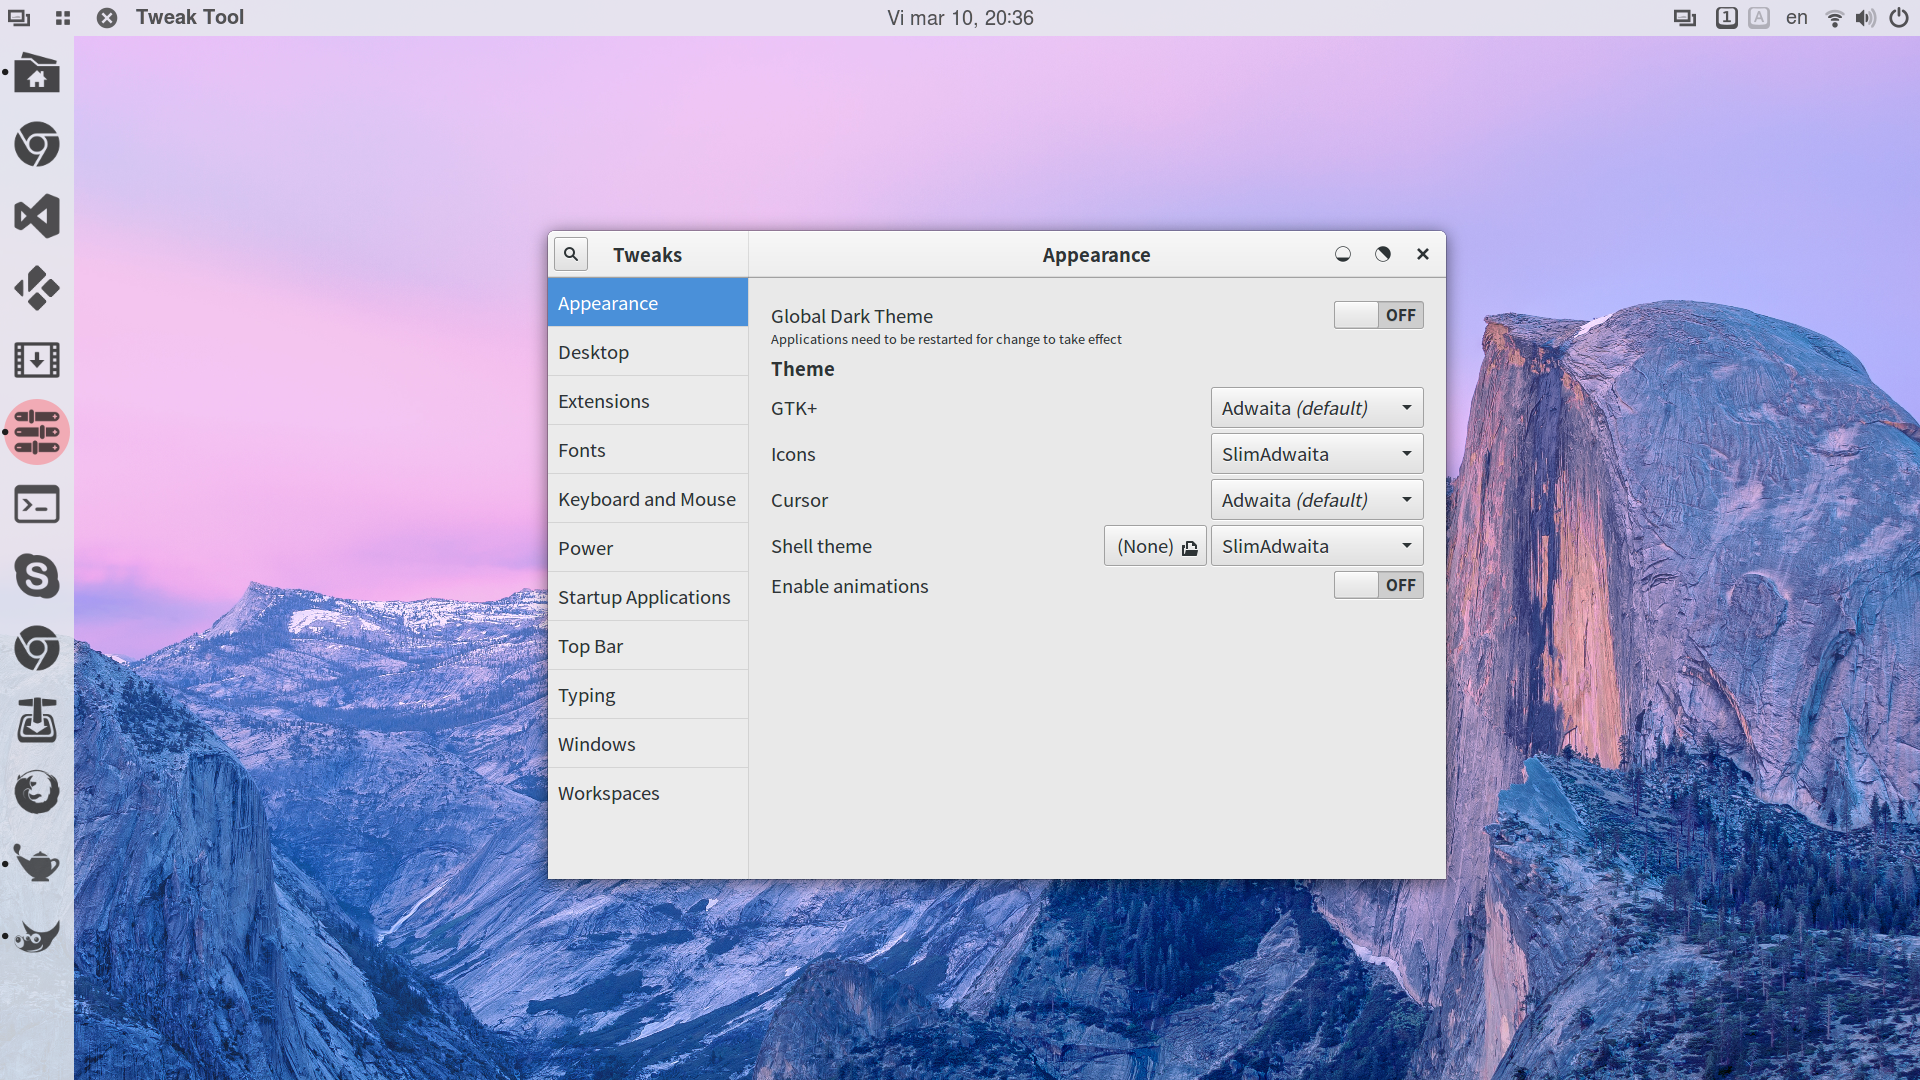 Tweak Tool
Vi mar 10, 20:36
1
A
en
Tweaks
Appearance
Appearance
Desktop
Extensions
Fonts
Keyboard and Mouse
Power
Startup Applications
Top Bar
Typing
Windows
Workspaces
Global Dark Theme
OFF
Applications need to be restarted for change to take effect
Theme
GTK+
Adwaita (default)
Icons
SlimAdwaita
Cursor
Adwaita (default)
Shell theme
(None)
SlimAdwaita
Enable animations
OFF